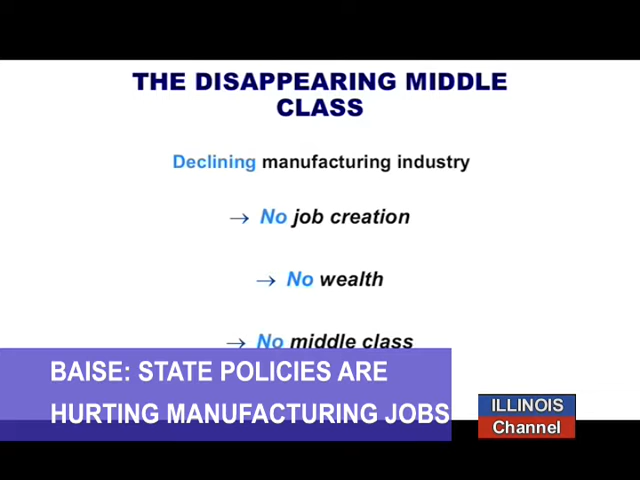 THE DISAPPEARING MIDDLE
CLASS
Declining manufacturing industry
→ No job creation
→ No wealth
→ No middle class
BAISE: STATE POLICIES ARE
HURTING MANUFACTURING JOBS
ILLINOIS
Channel